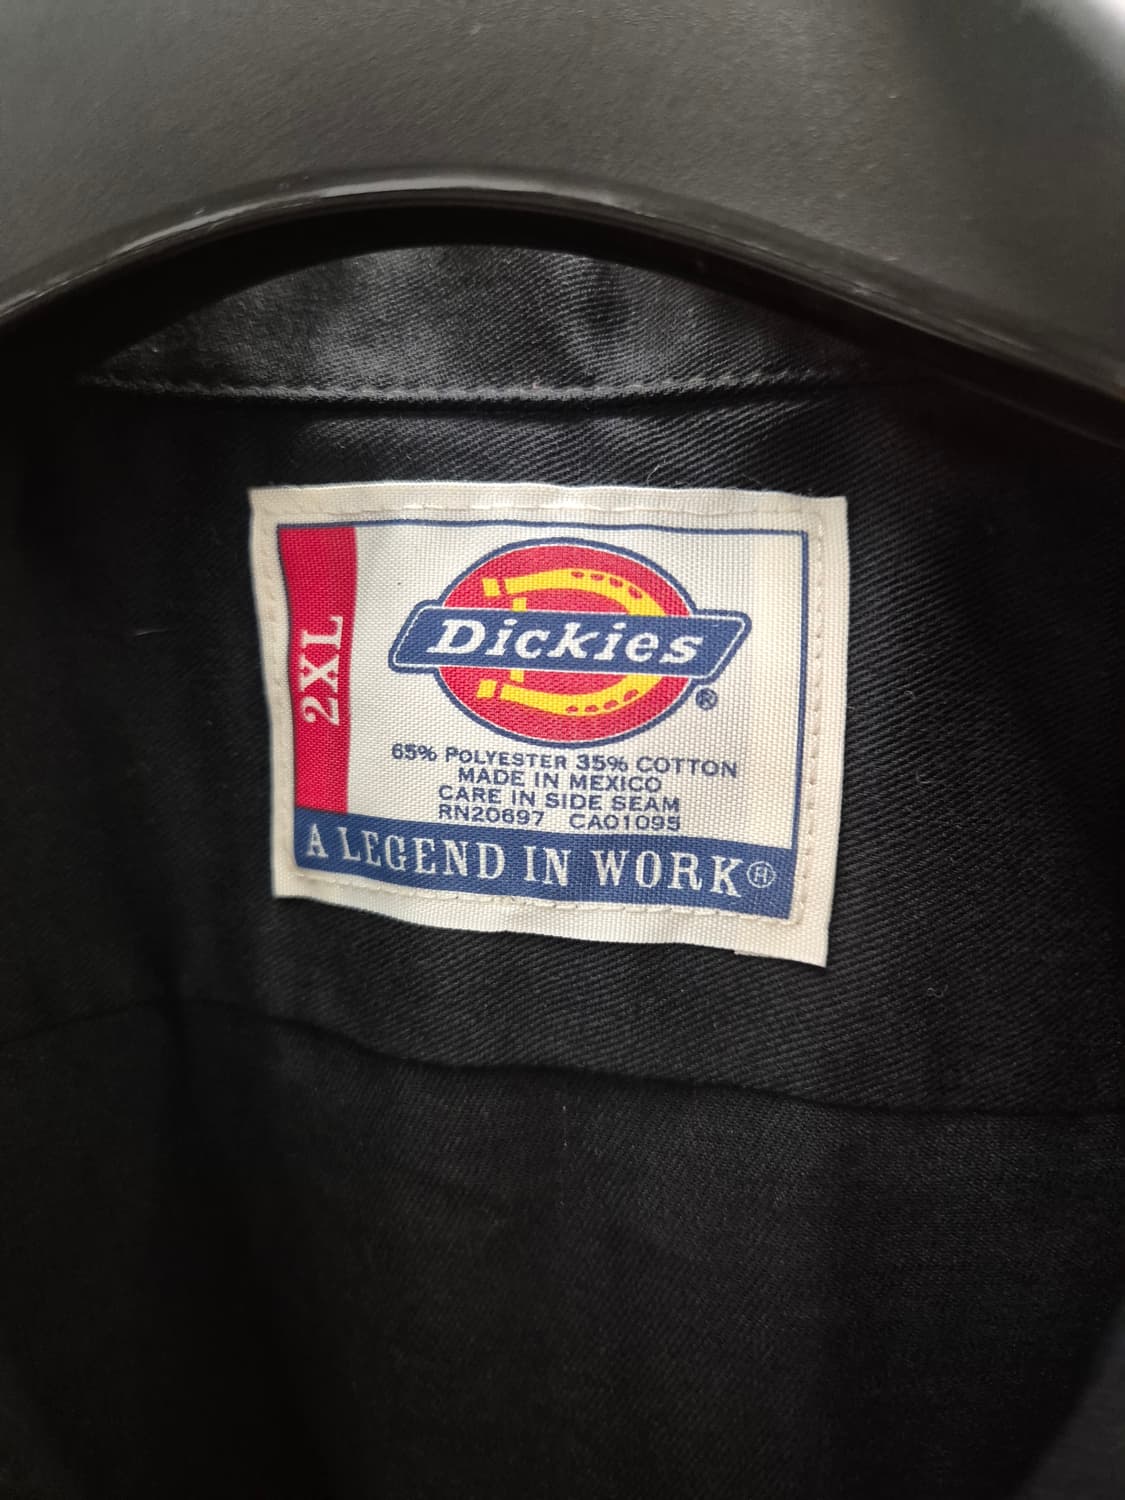 2XL
Dickies
®
65% POLYESTER 35% COTTON
MADE IN MEXICO
CARE IN SIDE SEAM
RN20697 CA01095
A LEGEND IN WORK®